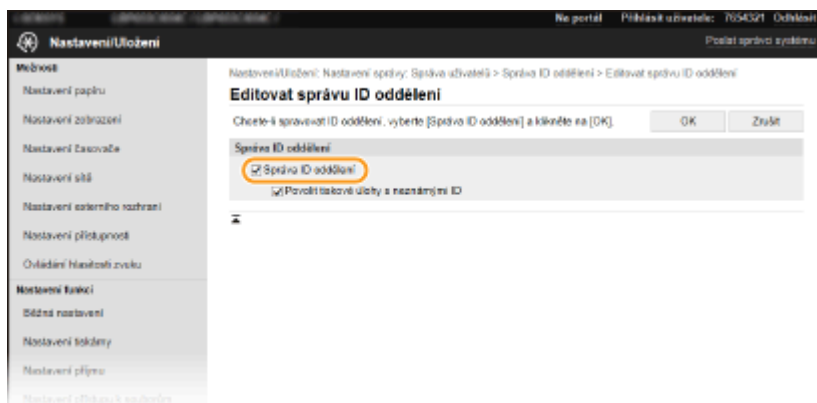 Na portál Přihlásit uživatele: 7654321 Odhlásit
Nastavení/Uložení
Poslat správci systému
Možnosti
Nastavení papíru
Nastavení zobrazení
Nastavení časovače
Nastavení sítě
Nastavení externího rozhraní
Nastavení přístupnosti
Ovládání hlasitosti zvuku
Nastavení funkcí
Běžná nastavení
Nastavení tiskárny
Nastavení příjmu
Nastavení/Uložení: Nastavení správy: Správa uživatelů > Správa ID oddělení > Editovat správu ID oddělení
Editovat správu ID oddělení
Chcete-li spravovat ID oddělení, vyberte [Správa ID oddělení] a klikněte na [OK].
OK
Zrušit
Správa ID oddělení
Správa ID oddělení
Povolit tiskové úlohy s neznámými ID